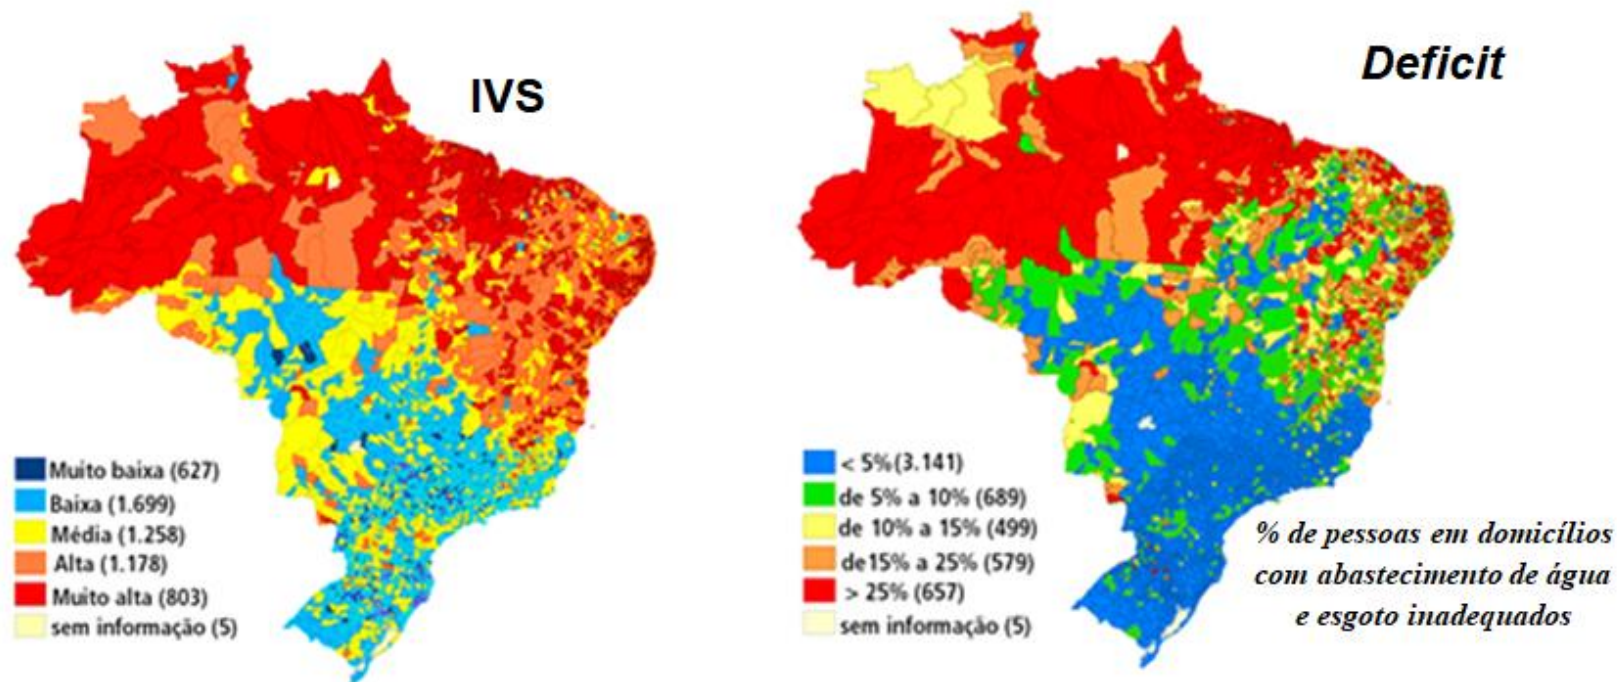 IVS
Muito baixa (627)
Baixa (1.699)
Média (1.258)
Alta (1.178)
Muito alta (803)
sem informação (5)
Deficit
< 5%(3.141)
de 5% a 10% (689)
de 10% a 15% (499)
de15% a 25% (579)
> 25% (657)
sem informação (5)
% de pessoas em domicílios
com abastecimento de água
e esgoto inadequados